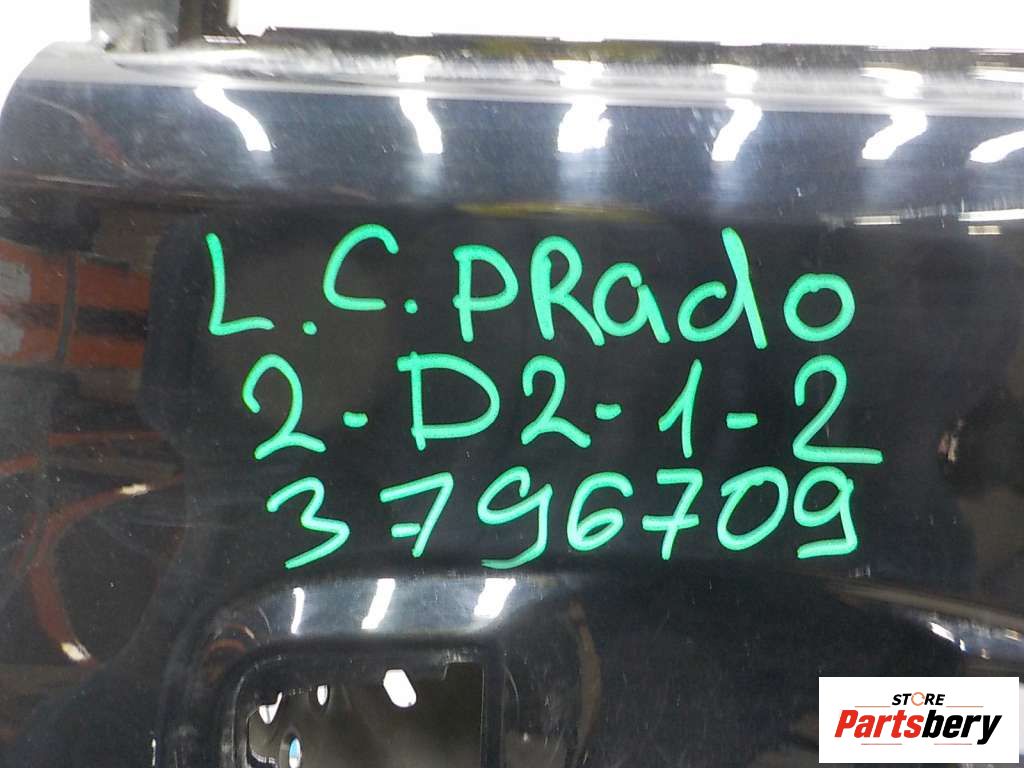 L.C.PRado
2-D2-1-2
3796709
STORE
Partsbery